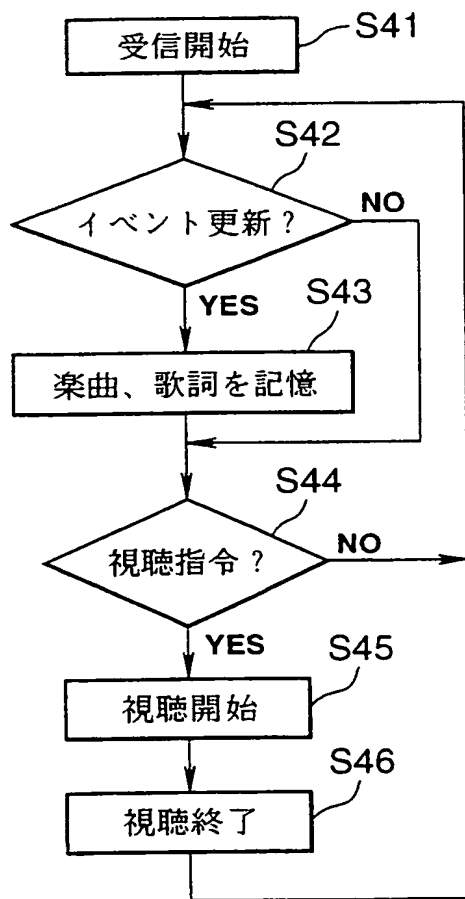 受信開始
S41
S42
イベント更新?
NO
YES
S43
楽曲、歌詞を記憶
S44
視聴指令?
NO
YES
S45
視聴開始
S46
視聴終了